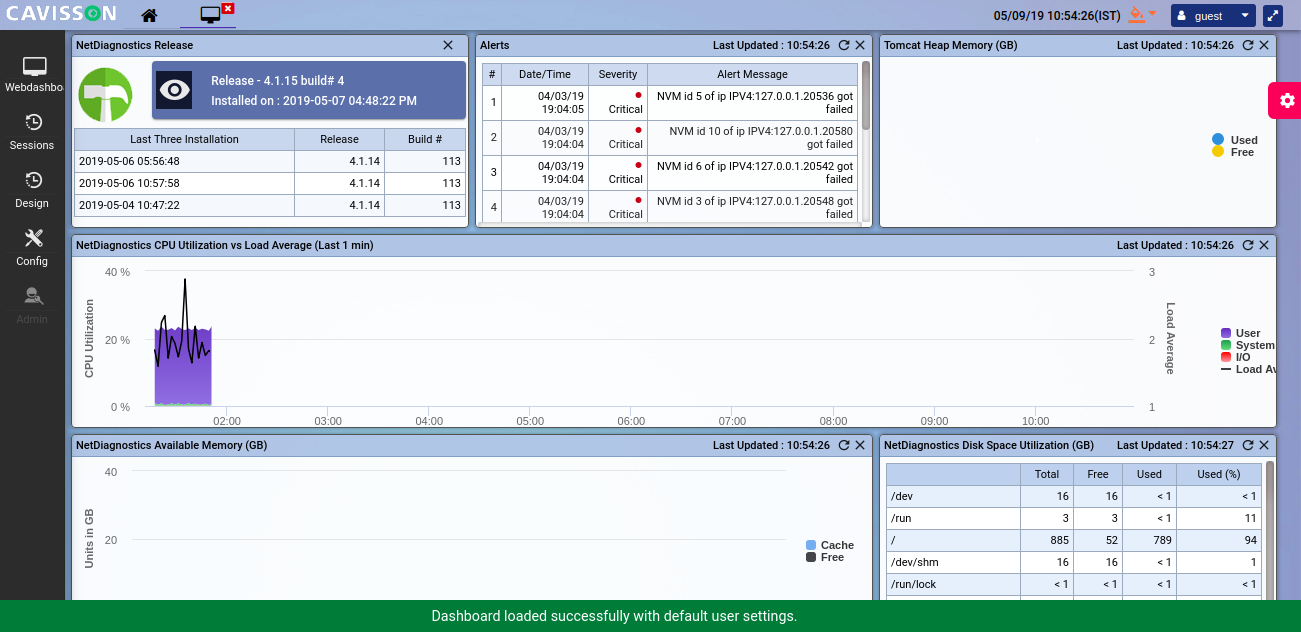 CAVISSON
05/09/19 10:54:26(IST)
guest
Webdashbo
Sessions
Design
Config
Admin
NetDiagnostics Release
Release - 4.1.15 build# 4
Installed on : 2019-05-07 04:48:22 PM
Last Three Installation Release Build #
2019-05-06 05:56:48 4.1.14 113
2019-05-06 10:57:58 4.1.14 113
2019-05-04 10:47:22 4.1.14 113
Alerts Last Updated : 10:54:26
# Date/Time Severity Alert Message
1 04/03/19 19:04:05 Critical NVM id 5 of ip IPV4:127.0.0.1.20536 got failed
2 04/03/19 19:04:04 Critical NVM id 10 of ip IPV4:127.0.0.1.20580 got failed
3 04/03/19 19:04:04 Critical NVM id 6 of ip IPV4:127.0.0.1.20542 got failed
4 04/03/19 19:04:04 Critical NVM id 3 of ip IPV4:127.0.0.1.20548 got failed
Tomcat Heap Memory (GB) Last Updated : 10:54:26
Used
Free
NetDiagnostics CPU Utilization vs Load Average (Last 1 min) Last Updated : 10:54:26
CPU Utilization
40 %
20 %
0 %
02:00 03:00 04:00 05:00 06:00 07:00 08:00 09:00 10:00
3
2
1
Load Average
User
System
I/O
Load Av
NetDiagnostics Available Memory (GB) Last Updated : 10:54:26
Units in GB
40
20
Cache
Free
NetDiagnostics Disk Space Utilization (GB) Last Updated : 10:54:27
Total Free Used Used (%)
/dev 16 16 < 1 < 1
/run 3 3 < 1 11
/ 885 52 789 94
/dev/shm 16 16 < 1 1
/run/lock < 1 < 1 < 1 < 1
Dashboard loaded successfully with default user settings.